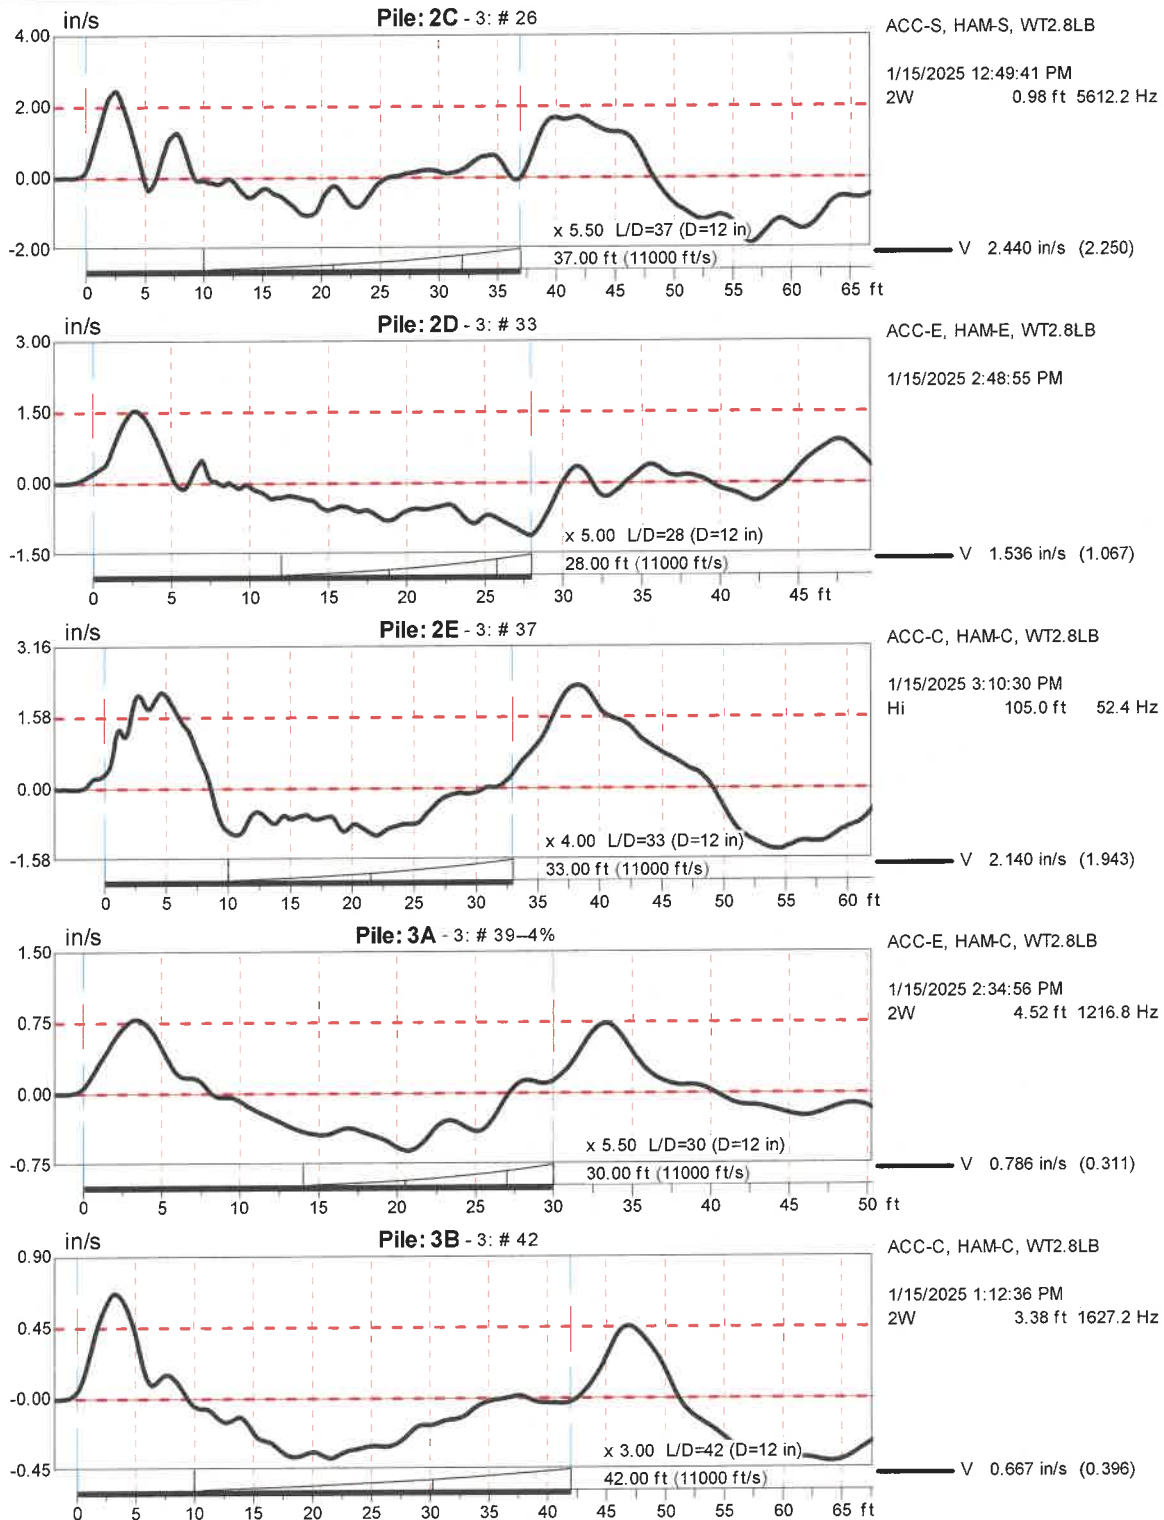 in/s
Pile: 2C - 3: # 26
ACC-S, HAM-S, WT2.8LB
4.00
1/15/2025 12:49:41 PM
2W 0.98 ft 5612.2 Hz
2.00
0.00
x 5.50 L/D=37 (D=12 in)
-2.00
V 2.440 in/s (2.250)
37.00 ft (11000 ft/s)
0 5 10 15 20 25 30 35 40 45 50 55 60 65 ft
in/s
Pile: 2D - 3: # 33
ACC-E, HAM-E, WT2.8LB
3.00
1/15/2025 2:48:55 PM
1.50
0.00
x 5.00 L/D=28 (D=12 in)
-1.50
V 1.536 in/s (1.067)
28.00 ft (11000 ft/s)
0 5 10 15 20 25 30 35 40 45 ft
in/s
Pile: 2E - 3: # 37
ACC-C, HAM-C, WT2.8LB
3.16
1/15/2025 3:10:30 PM
Hi 105.0 ft 52.4 Hz
1.58
0.00
x 4.00 L/D=33 (D=12 in)
-1.58
V 2.140 in/s (1.943)
33.00 ft (11000 ft/s)
0 5 10 15 20 25 30 35 40 45 50 55 60 ft
in/s
Pile: 3A - 3: # 39--4%
ACC-E, HAM-C, WT2.8LB
1.50
1/15/2025 2:34:56 PM
2W 4.52 ft 1216.8 Hz
0.75
0.00
x 5.50 L/D=30 (D=12 in)
-0.75
V 0.786 in/s (0.311)
30.00 ft (11000 ft/s)
0 5 10 15 20 25 30 35 40 45 50 ft
in/s
Pile: 3B - 3: # 42
ACC-C, HAM-C, WT2.8LB
0.90
1/15/2025 1:12:36 PM
2W 3.38 ft 1627.2 Hz
0.45
-0.00
x 3.00 L/D=42 (D=12 in)
-0.45
V 0.667 in/s (0.396)
42.00 ft (11000 ft/s)
0 5 10 15 20 25 30 35 40 45 50 55 60 65 ft